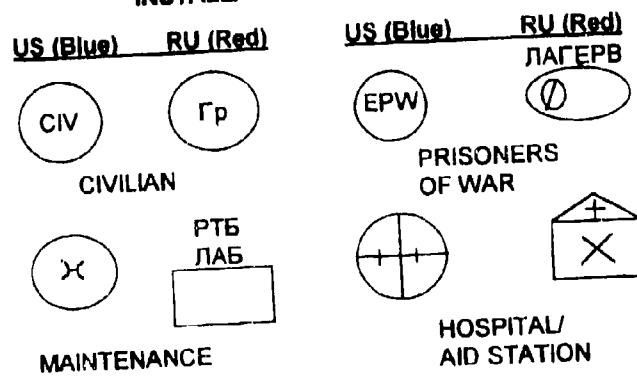 US (Blue) RU (Red)
CIV Гр
CIVILIAN
РТБ
ЛАБ
MAINTENANCE
US (Blue) RU (Red)
ЛАГЕРВ
EPW
PRISONERS
OF WAR
HOSPITAL/
AID STATION